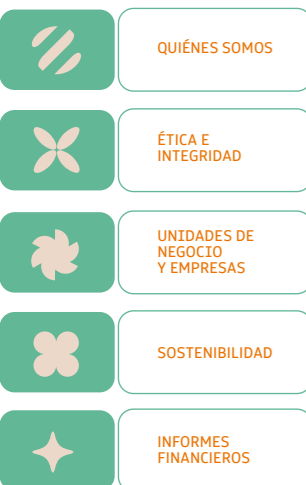 QUIÉNES SOMOS
ÉTICA E
INTEGRIDAD
UNIDADES DE
NEGOCIO
Y EMPRESAS
SOSTENIBILIDAD
INFORMES
FINANCIEROS